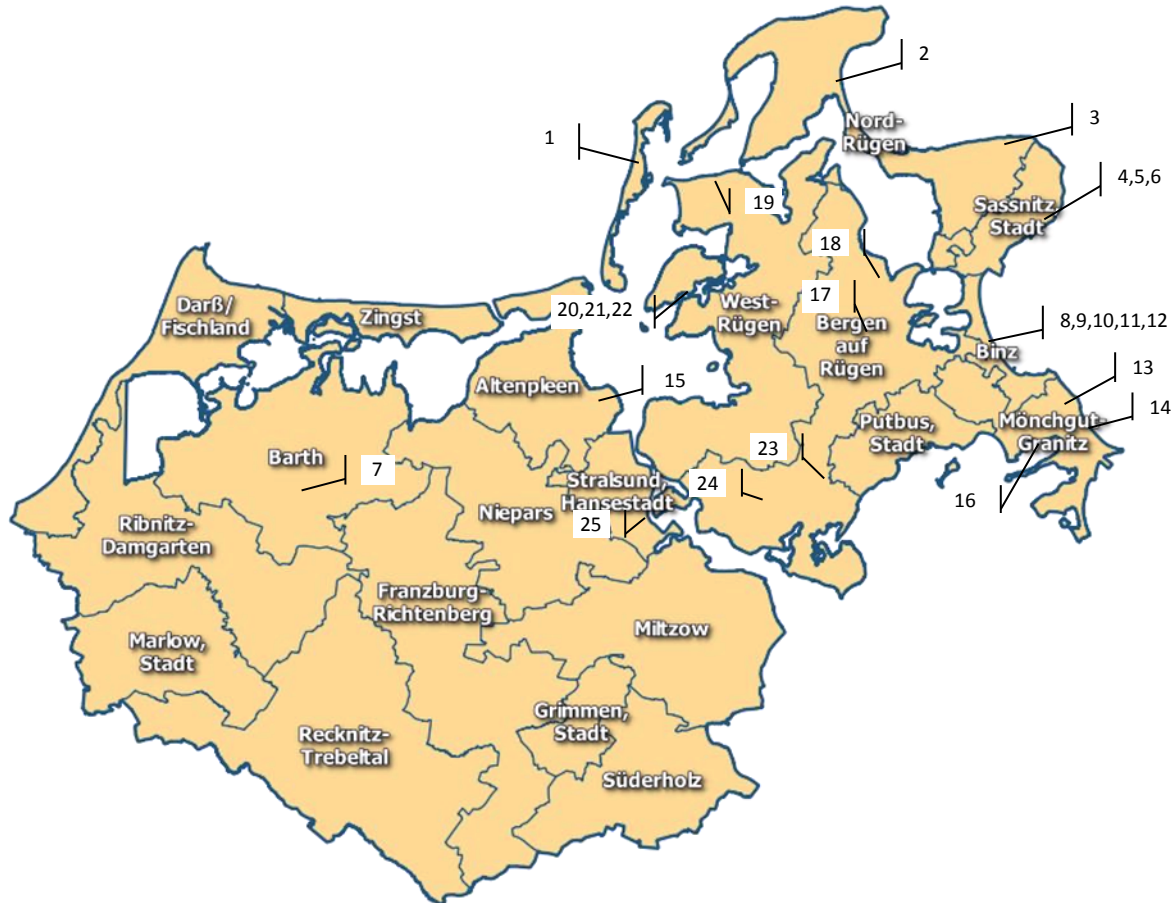 2
1
Nord-
Rügen
3
4,5,6
19
Sassnitz,
Stadt
18
17
20,21,22
West-
Rügen
Darß/
Fischland
Zingst
8,9,10,11,12
Bergen
auf
Rügen
Binz
13
15
Altenpleen
14
Mönchgut-
Granitz
Putbus,
Stadt
23
Barth
7
Stralsund,
Hansestadt
24
16
Niepars
25
Ribnitz-
Damgarten
Franzburg-
Richtenberg
Miltzow
Marlow,
Stadt
Grimmen,
Stadt
Recknitz-
Trebeltal
Süderholz